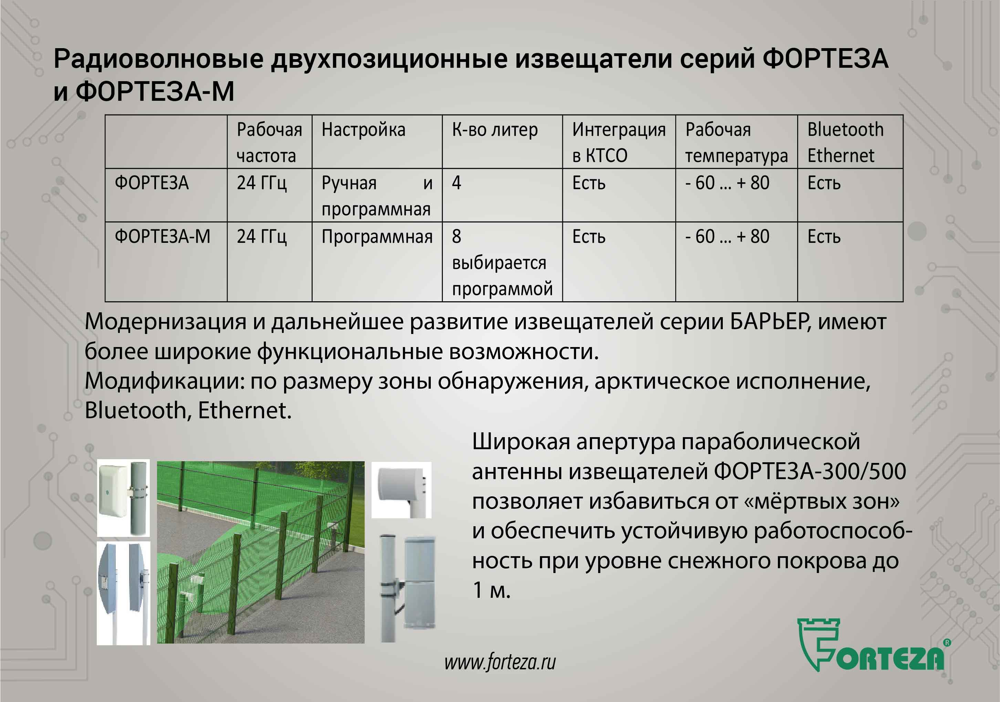 Радиоволновые двухпозиционные извещатели серий ФОРТЕЗА
и ФОРТЕЗА-М
Рабочая частота Настройка К-во литер Интеграция в КТСО Рабочая температура Bluetooth Ethernet
ФОРТЕЗА 24 ГГц Ручная и программная 4 Есть - 60 ... + 80 Есть
ФОРТЕЗА-М 24 ГГц Программная 8 выбирается программой Есть - 60 ... + 80 Есть
Модернизация и дальнейшее развитие извещателей серии БАРЬЕР, имеют
более широкие функциональные возможности.
Модификации: по размеру зоны обнаружения, арктическое исполнение,
Bluetooth, Ethernet.
Широкая апертура параболической
антенны извещателей ФОРТЕЗА-300/500
позволяет избавиться от «мёртвых зон»
и обеспечить устойчивую работоспособ-
ность при уровне снежного покрова до
1 м.
www.forteza.ru
FORTEZA®